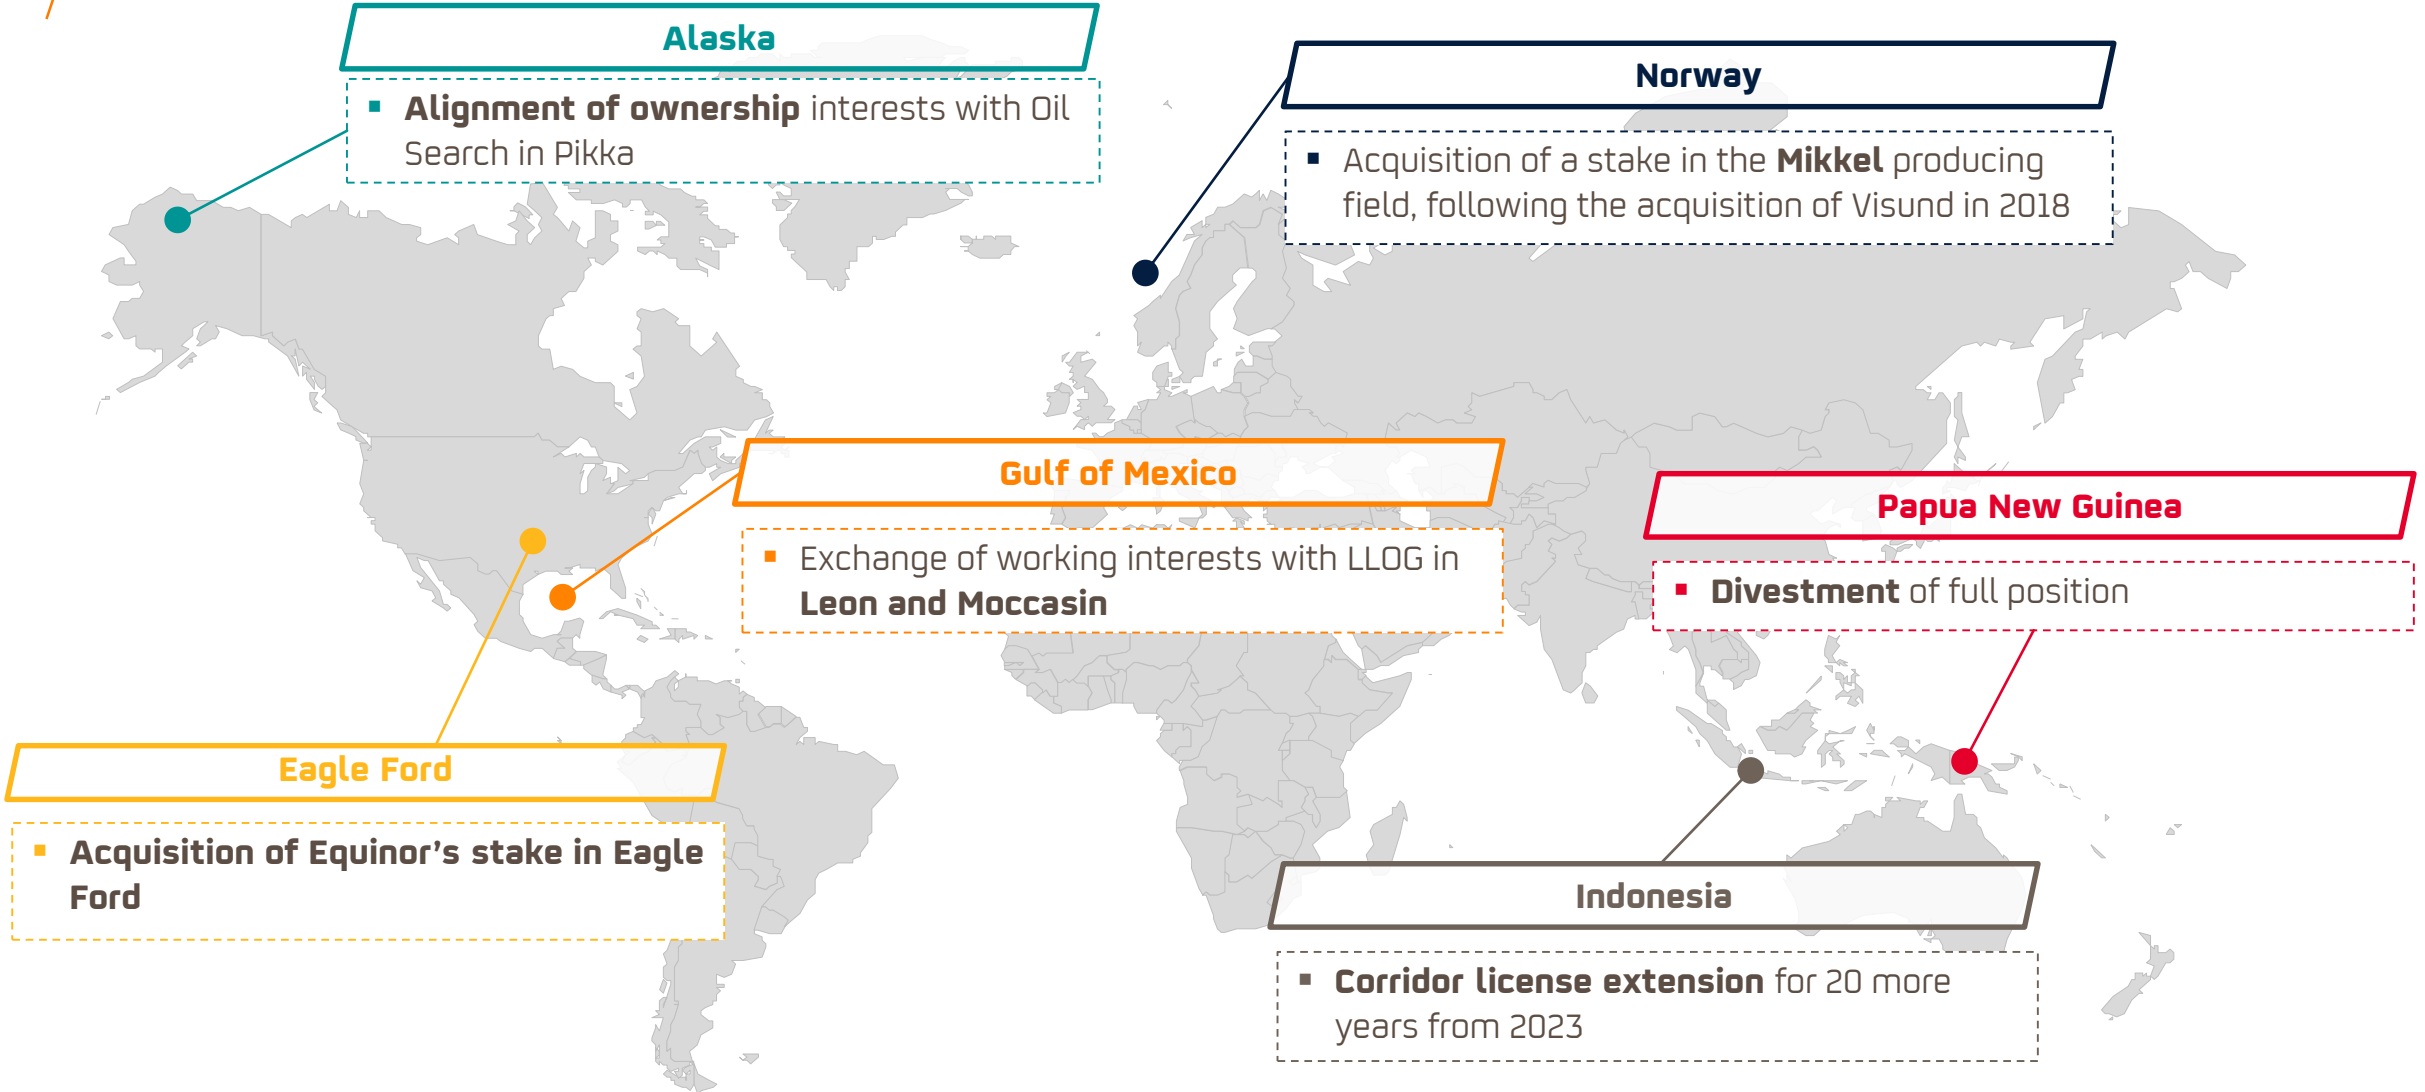 Alaska
▪ Alignment of ownership interests with Oil
Search in Pikka
Norway
▪ Acquisition of a stake in the Mikkel producing
field, following the acquisition of Visund in 2018
Gulf of Mexico
▪ Exchange of working interests with LLOG in
Leon and Moccasin
Papua New Guinea
▪ Divestment of full position
Eagle Ford
▪ Acquisition of Equinor’s stake in Eagle
Ford
Indonesia
▪ Corridor license extension for 20 more
years from 2023